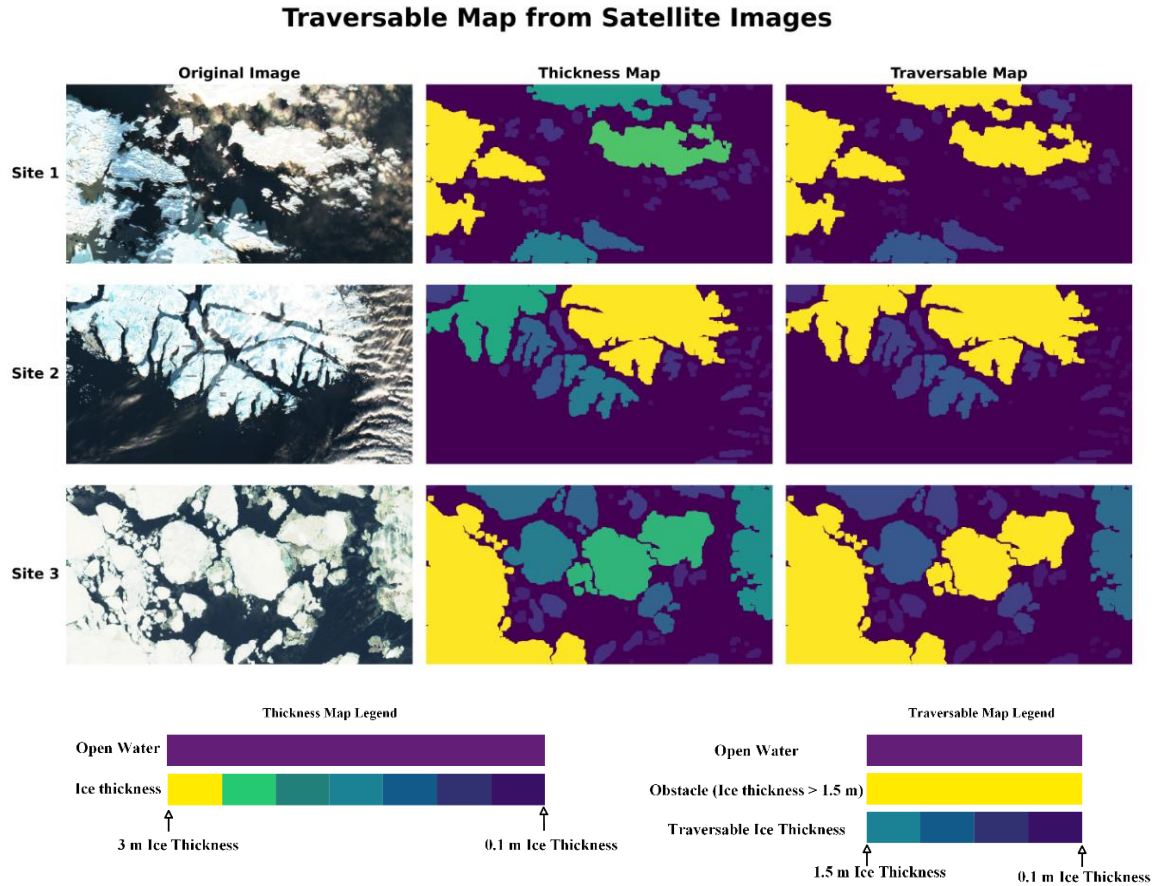 Traversable Map from Satellite Images
Original Image
Thickness Map
Traversable Map
Site 1
Site 2
Site 3
Thickness Map Legend
Open Water
Ice thickness
3 m Ice Thickness
0.1 m Ice Thickness
Traversable Map Legend
Open Water
Obstacle (Ice thickness > 1.5 m)
Traversable Ice Thickness
1.5 m Ice Thickness
0.1 m Ice Thickness